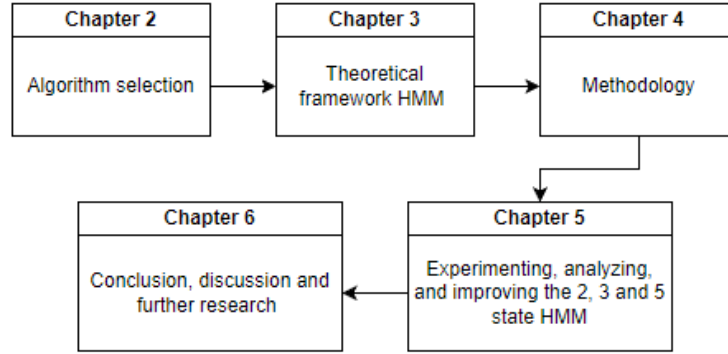 Chapter 2
Algorithm selection
Chapter 3
Theoretical
framework HMM
Chapter 4
Methodology
Chapter 5
Experimenting, analyzing,
and improving the 2, 3 and 5
state HMM
Chapter 6
Conclusion, discussion and
further research